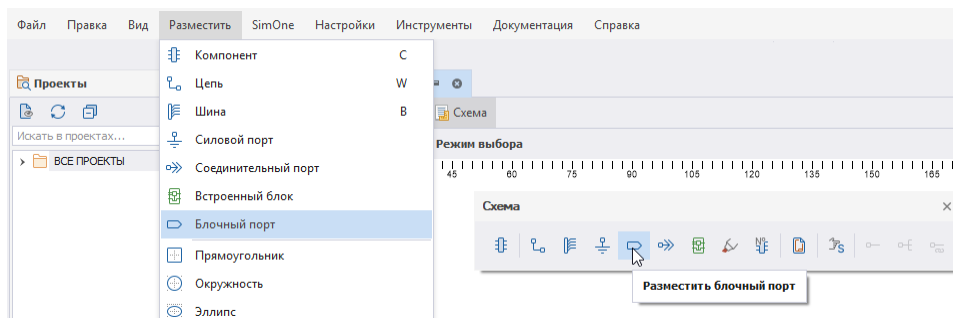 Файл Правка Вид Разместить SimOne Настройки Инструменты Документация Справка
Проекты
Искать в проектах...
ВСЕ ПРОЕКТЫ
Компонент C
Цепь W
Шина B
Силовой порт
Соединительный порт
Встроенный блок
Блочный порт
Прямоугольник
Окружность
Эллипс
Схема
Режим выбора
45 60 75 90 105 120 135 150 165
Схема
Разместить блочный порт